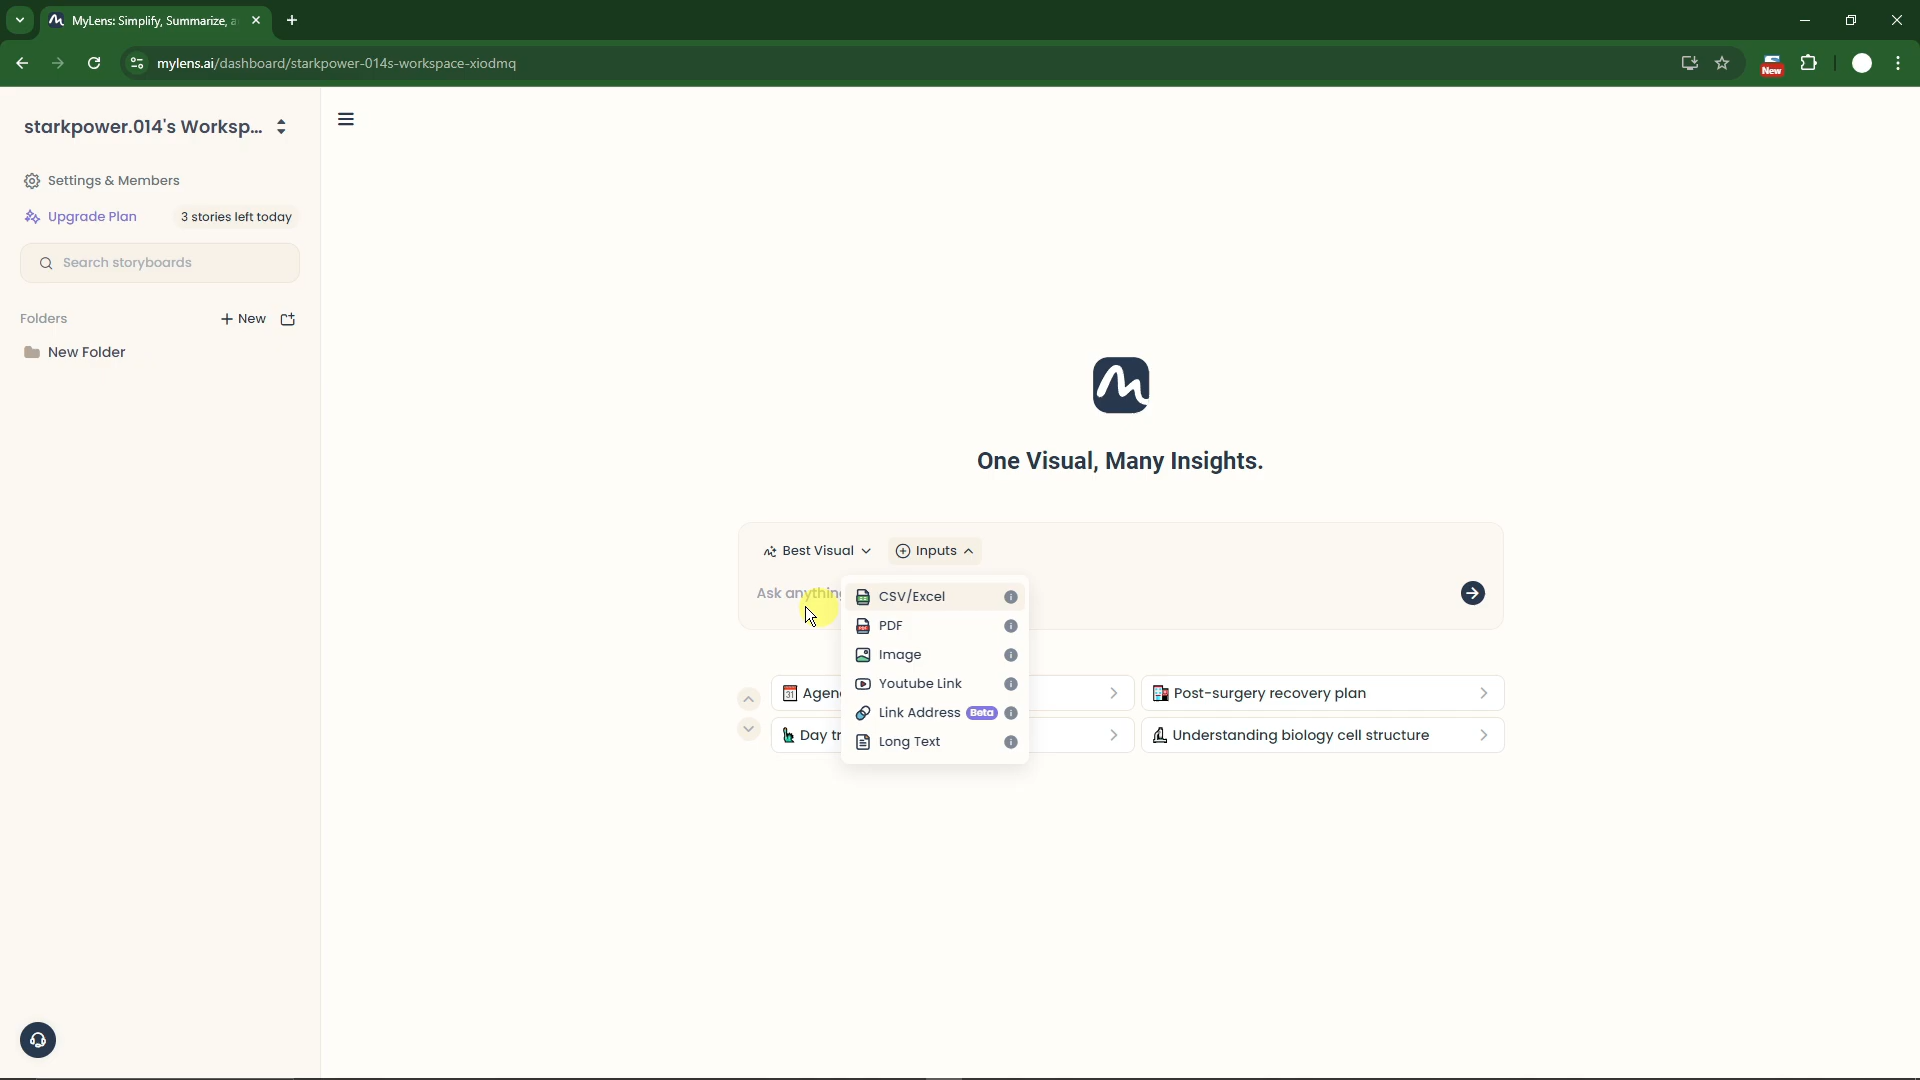 MyLens: Simplify, Summarize, a
mylens.ai/dashboard/starkpower-014s-workspace-xiodmq
New
starkpower.014's Worksp...
Settings & Members
Upgrade Plan
3 stories left today
Search storyboards
Folders
+ New
New Folder
One Visual, Many Insights.
Best Visual
Inputs
Ask anything
CSV/Excel
PDF
Image
Youtube Link
Link Address Beta
Long Text
31 Agen
Post-surgery recovery plan
Day tr
Understanding biology cell structure